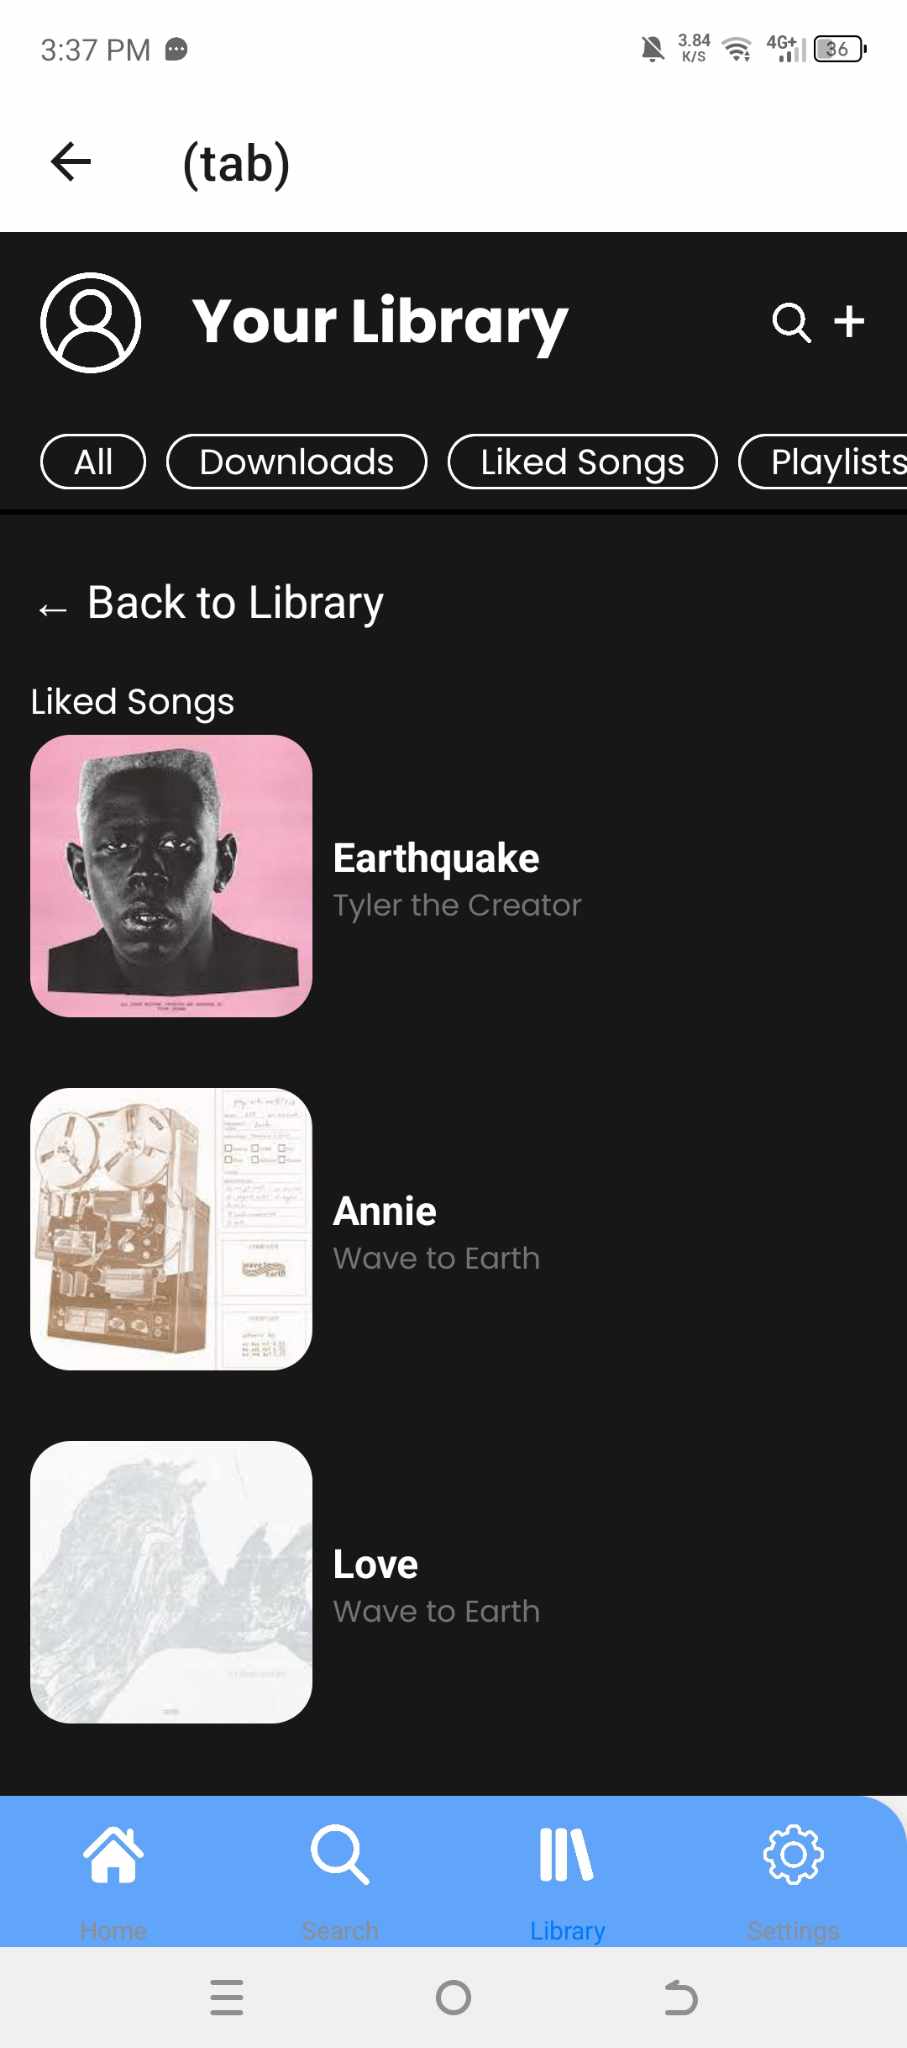 3:37 PM
3.84 K/S 4G+ 36
(tab)
Your Library
All Downloads Liked Songs Playlists
← Back to Library
Liked Songs
Earthquake
Tyler the Creator
Annie
Wave to Earth
Love
Wave to Earth
Home Search Library Settings